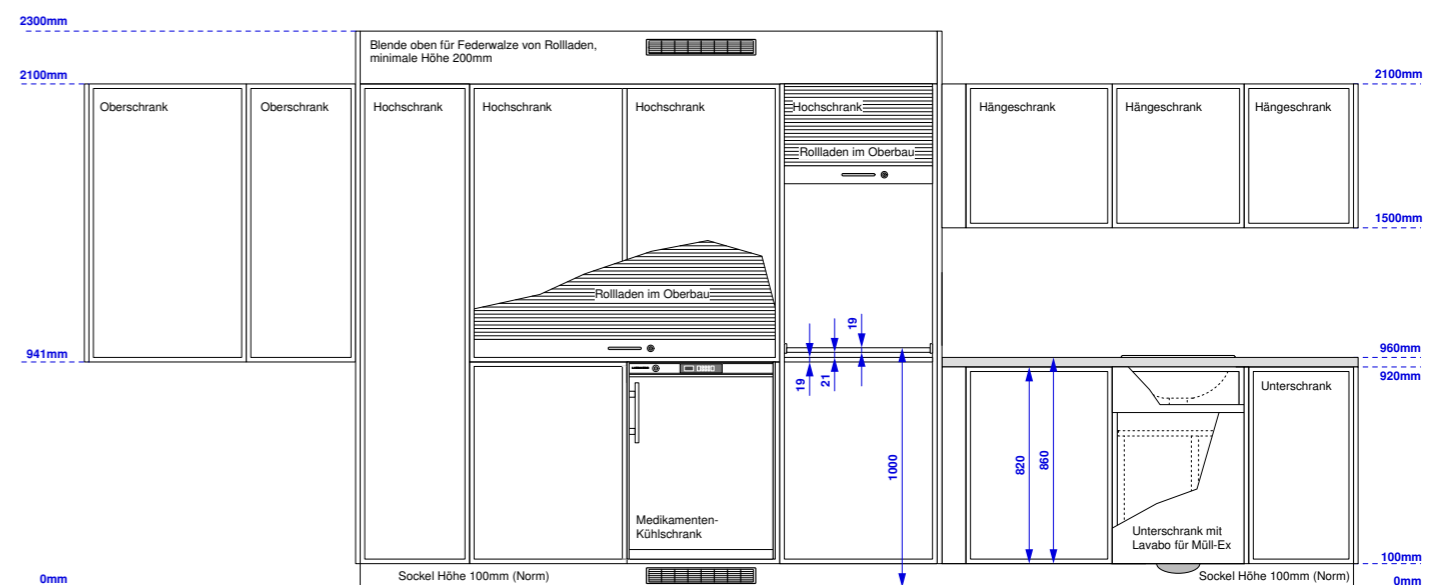 2300mm
Blende oben für Federwalze von Rollladen,
minimale Höhe 200mm
2100mm
2100mm
Oberschrank
Oberschrank
Hochschrank
Hochschrank
Hochschrank
Hochschrank
Hängeschrank
Hängeschrank
Hängeschrank
Rollladen im Oberbau
1500mm
Rollladen im Oberbau
19
941mm
960mm
19
21
920mm
Unterschrank
1000
820
860
Medikamenten-
Kühlschrank
Unterschrank mit
Lavabo für Müll-Ex
100mm
0mm
Sockel Höhe 100mm (Norm)
Sockel Höhe 100mm (Norm)
0mm